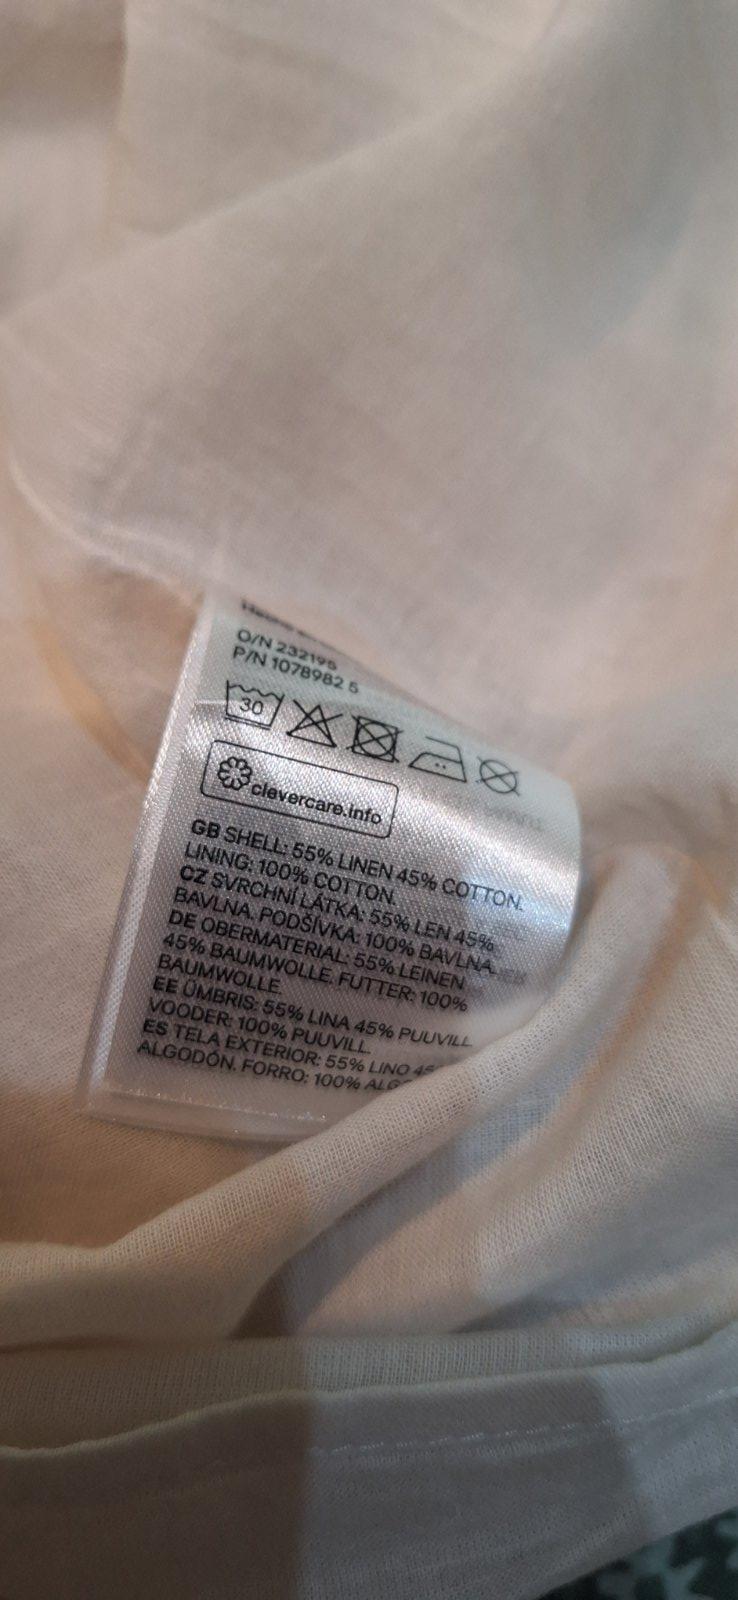 O/N 232195
P/N 1078982 5
30
clevercare.info
GB SHELL: 55% LINEN 45% COTTON.
LINING: 100% COTTON.
CZ SVRCHNÍ LÁTKA: 55% LEN 45%
BAVLNA. PODŠÍVKA: 100% BAVLNA.
DE OBERMATERIAL: 55% LEINEN
45% BAUMWOLLE. FUTTER: 100%
BAUMWOLLE.
EE ÜMBRIS: 55% LINA 45% PUUVILL.
VOODER: 100% PUUVILL.
ES TELA EXTERIOR: 55% LINO 45
ALGODÓN. FORRO: 100%